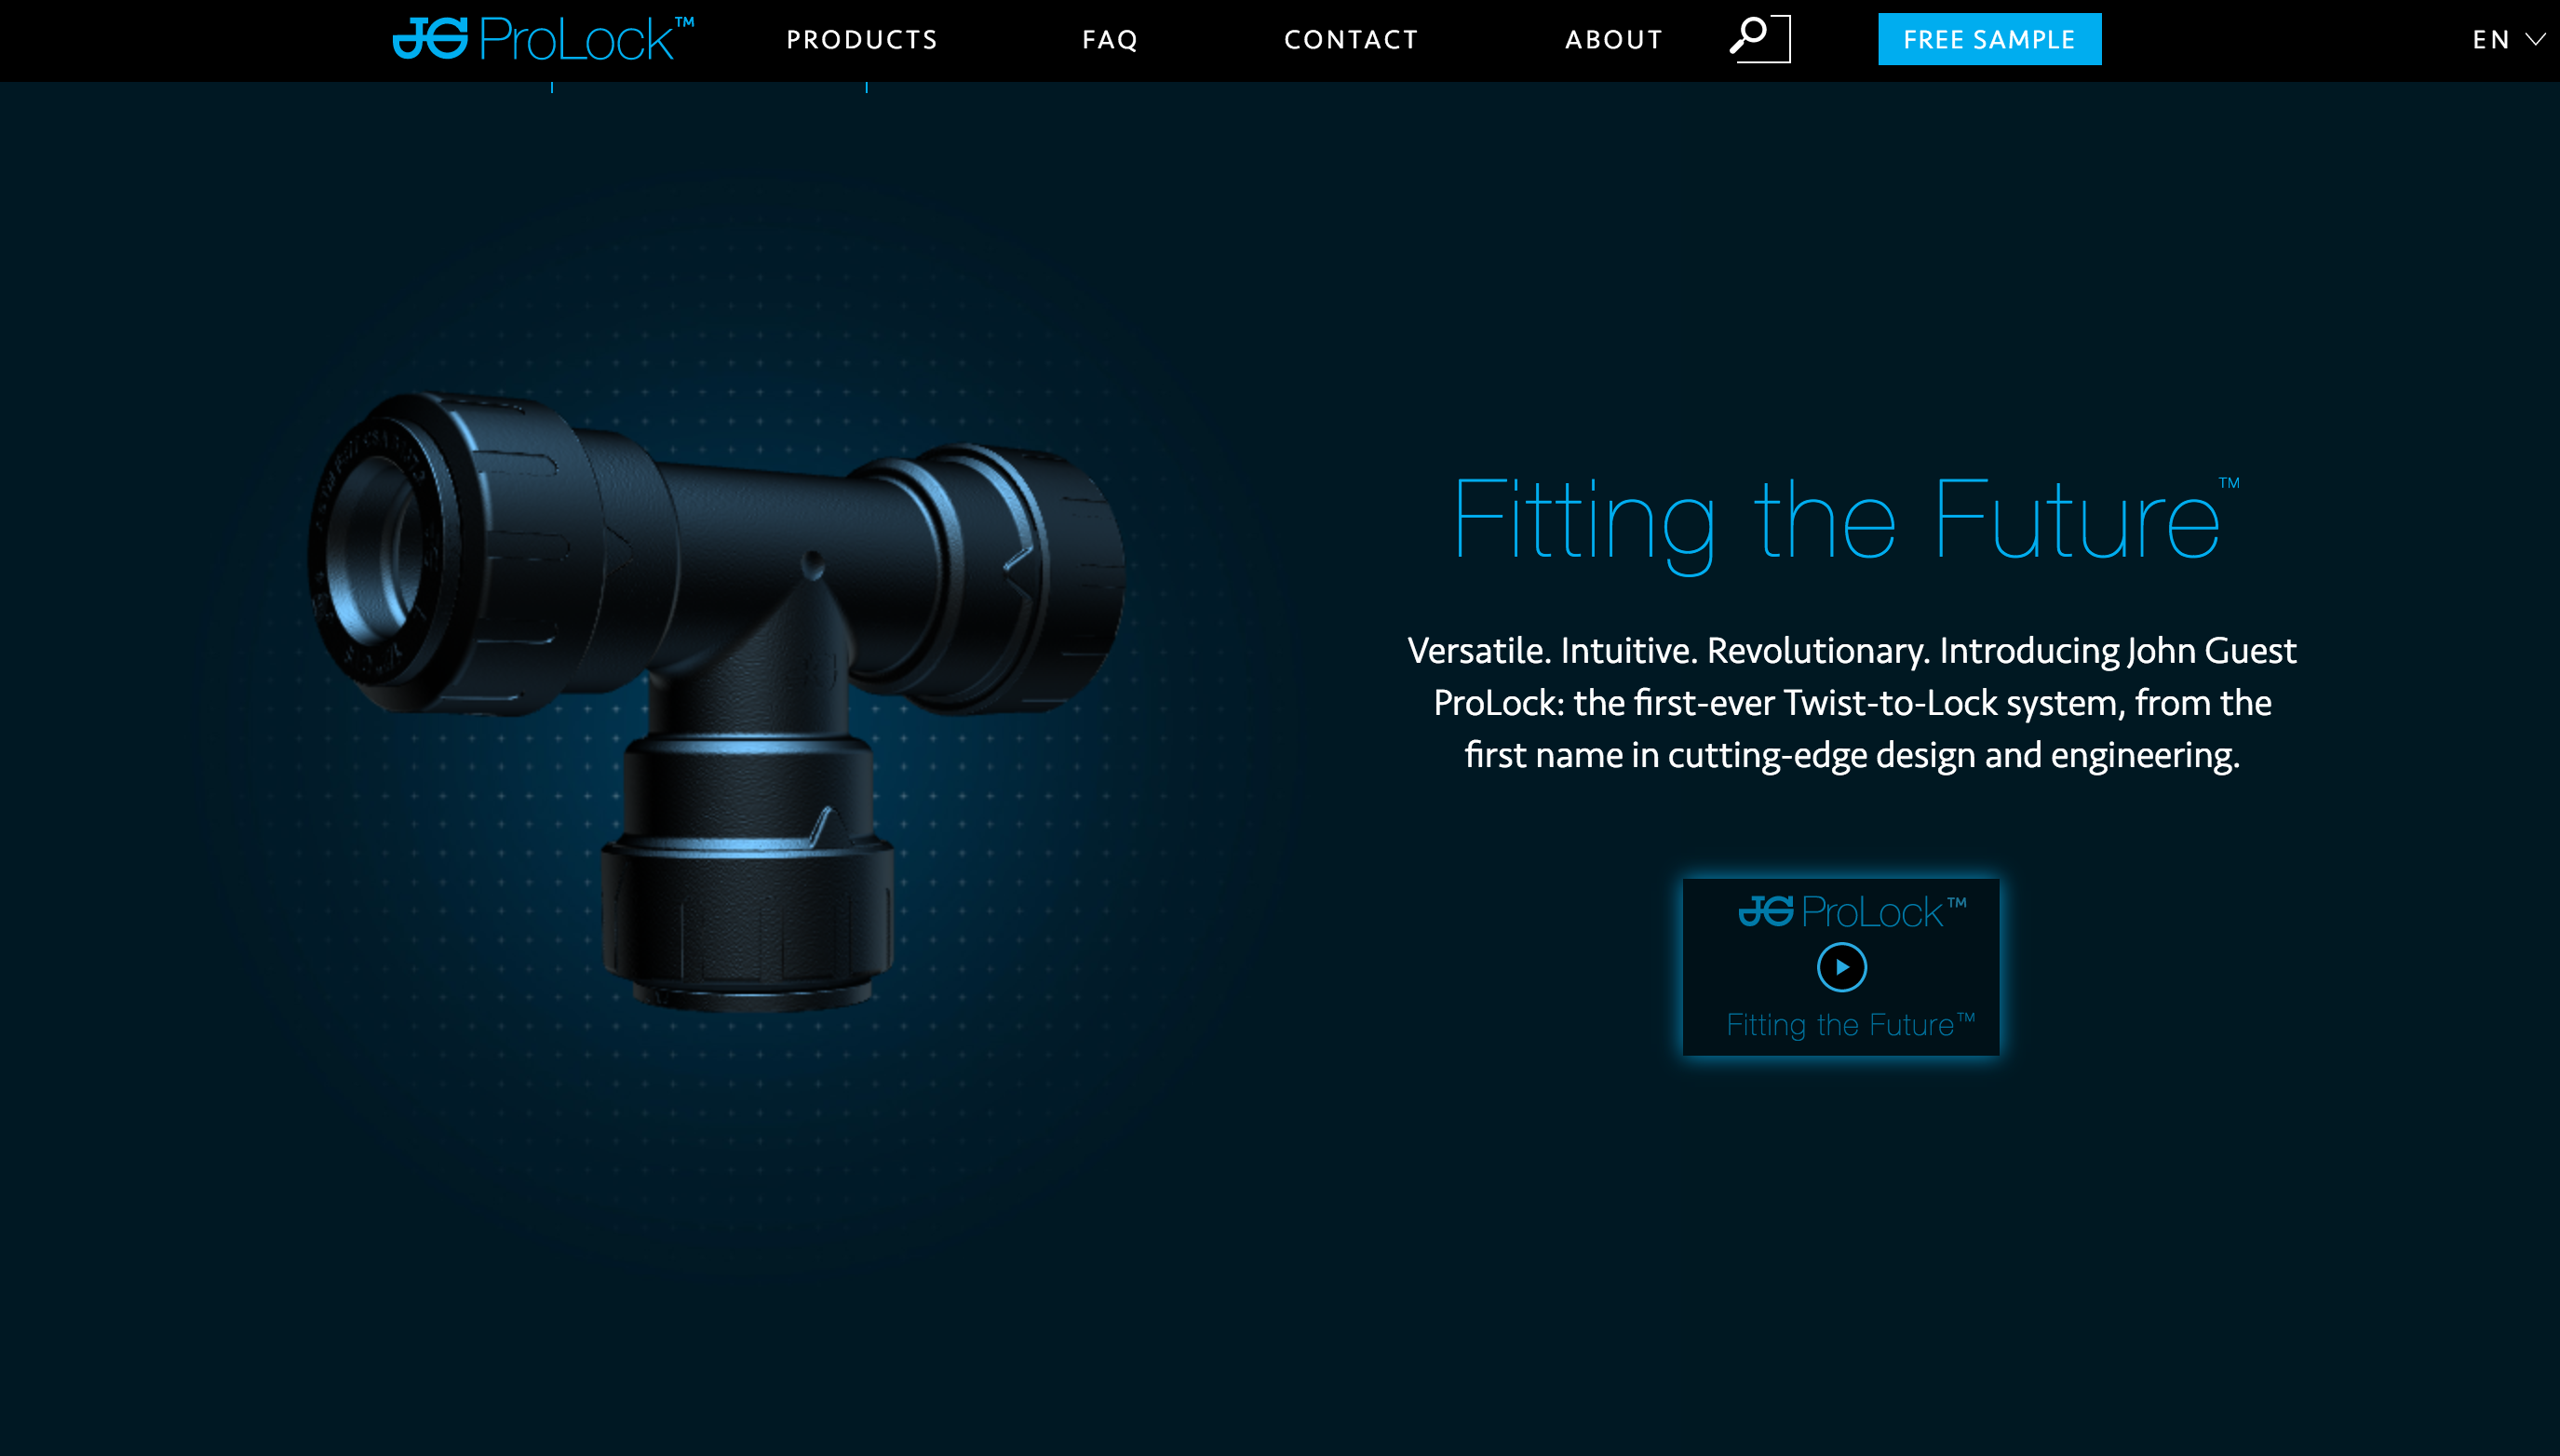 JG ProLock™
PRODUCTS
FAQ
CONTACT
ABOUT
FREE SAMPLE
EN
Fitting the Future™
Versatile. Intuitive. Revolutionary. Introducing John Guest
ProLock: the first-ever Twist-to-Lock system, from the
first name in cutting-edge design and engineering.
JG ProLock™
Fitting the Future™